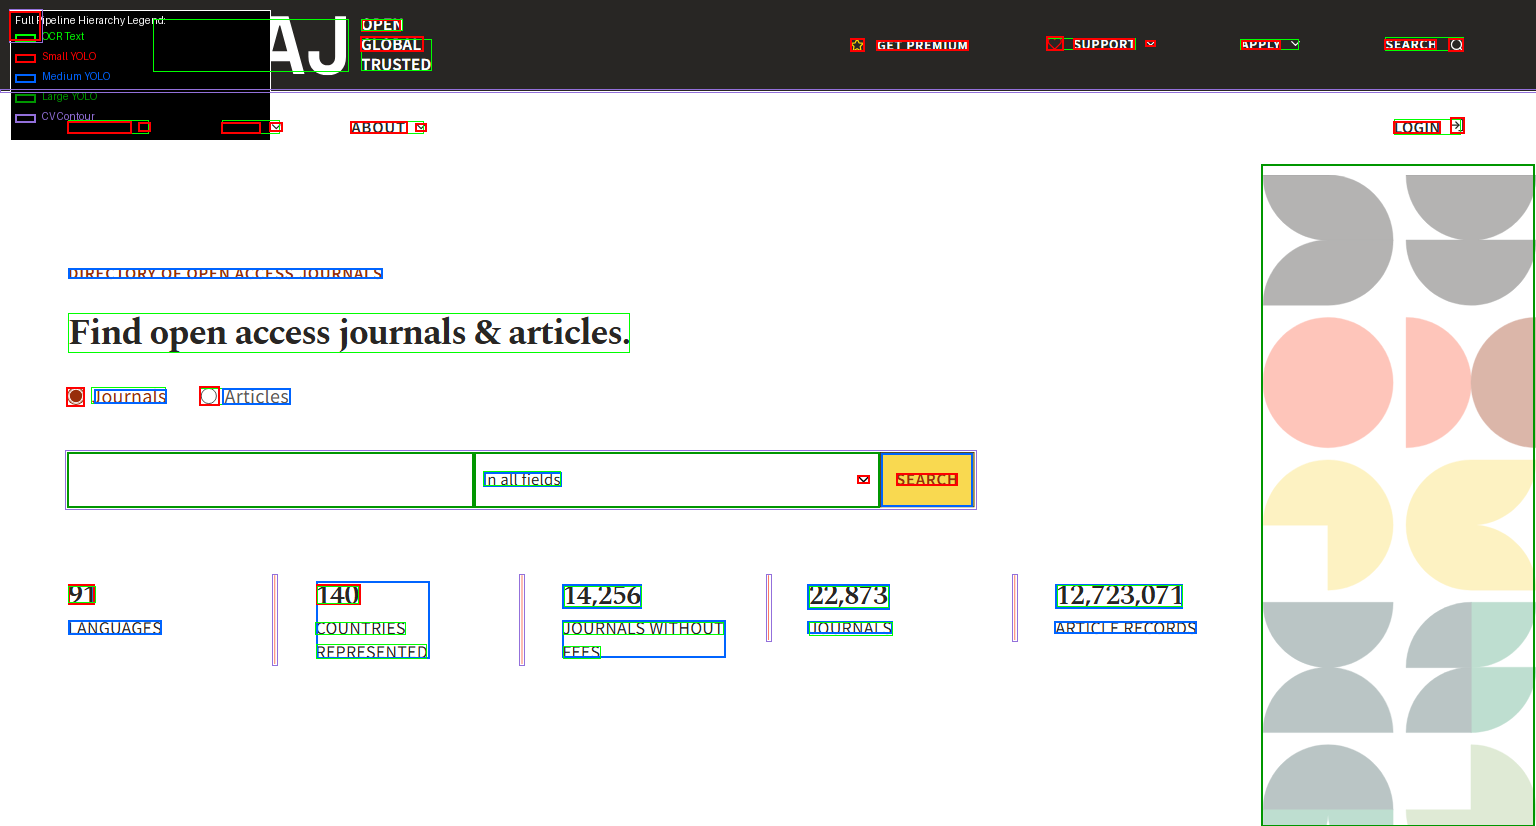 Full Pipeline Hierarchy Legend:
OCR Text
Small YOLO
Medium YOLO
Large YOLO
CV Contour
AJ
OPEN
GLOBAL
TRUSTED
GET PREMIUM
SUPPORT
APPLY
SEARCH
ABOUT
LOGIN
DIRECTORY OF OPEN ACCESS JOURNALS
Find open access journals & articles.
Journals
Articles
In all fields
SEARCH
91
LANGUAGES
140
COUNTRIES
REPRESENTED
14,256
JOURNALS WITHOUT
FEES
22,873
JOURNALS
12,723,071
ARTICLE RECORDS